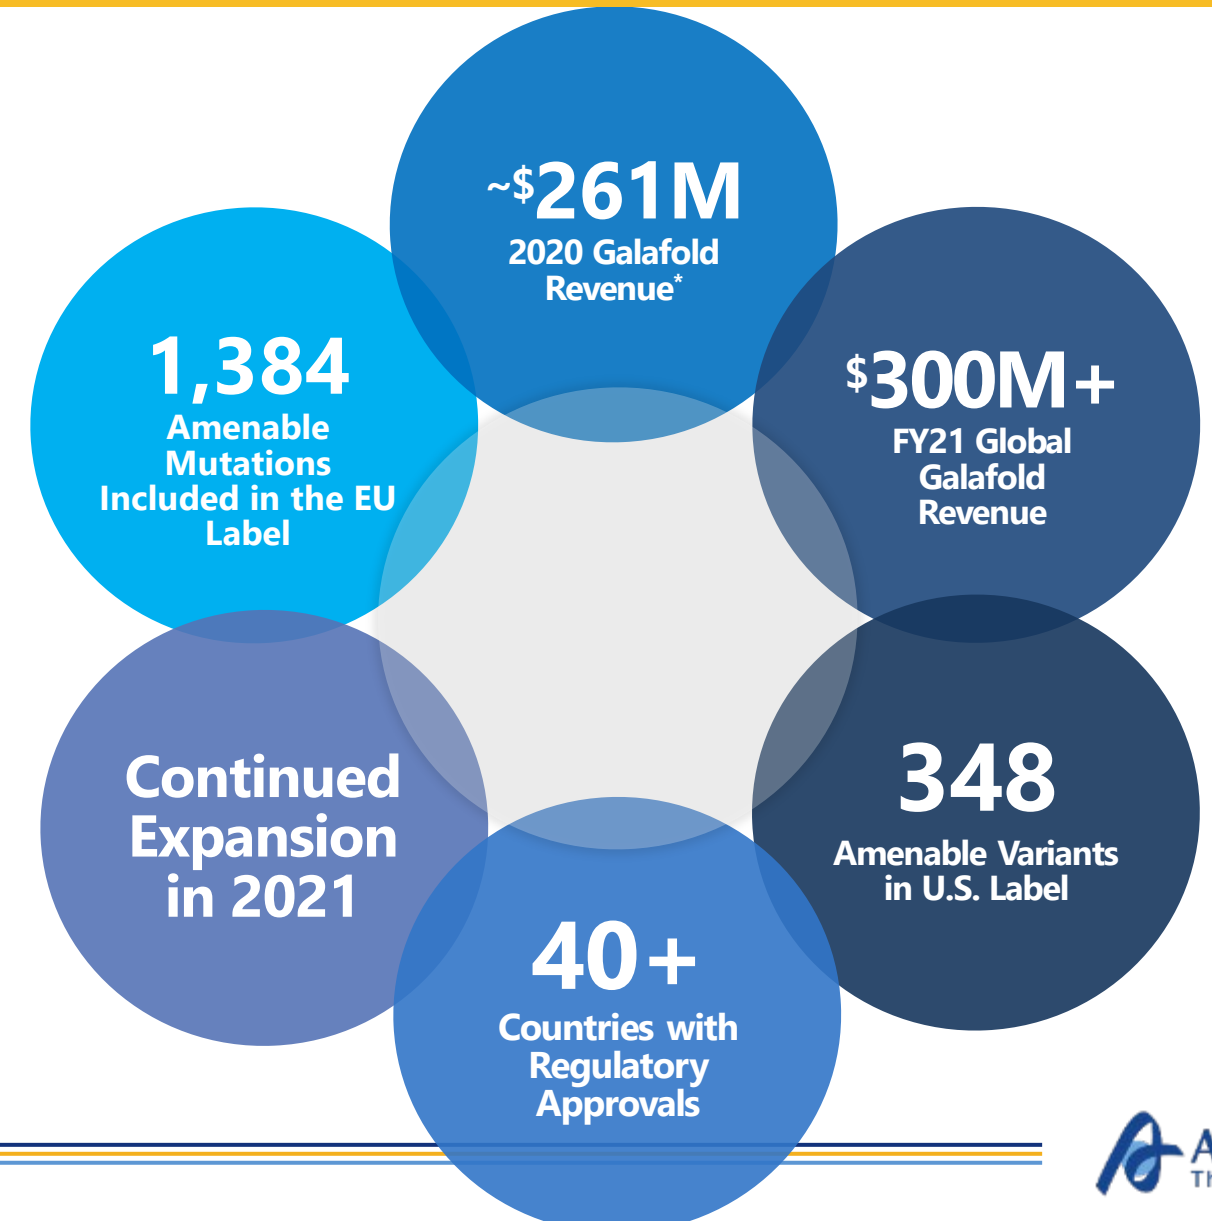 ~$261M
2020 Galafold
Revenue*
1,384
Amenable
Mutations
Included in the EU
Label
$300M+
FY21 Global
Galafold
Revenue
Continued
Expansion
in 2021
348
Amenable Variants
in U.S. Label
40+
Countries with
Regulatory
Approvals